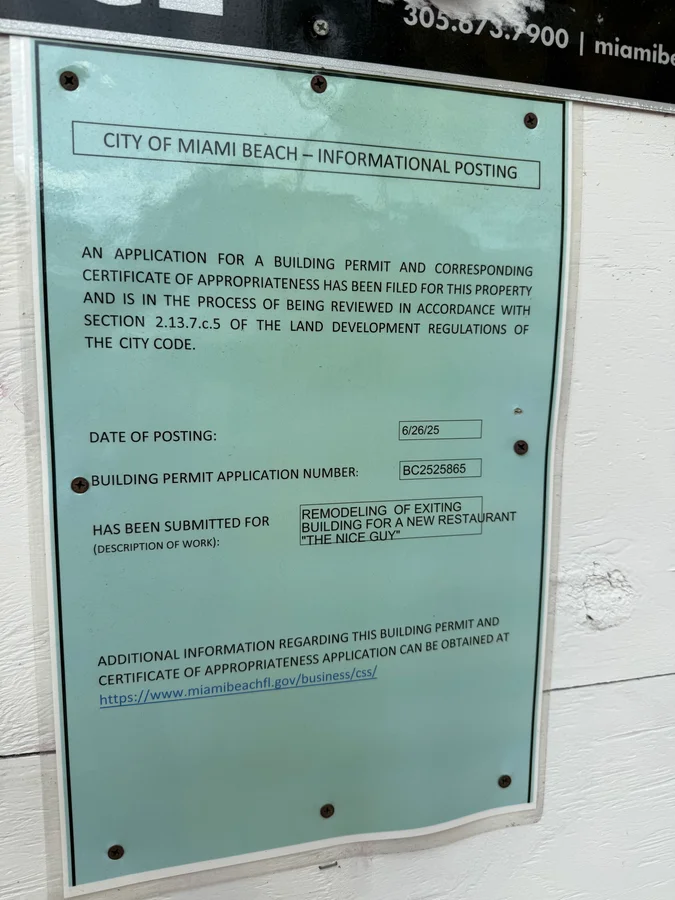 305.673.7900 | miamibe
CITY OF MIAMI BEACH – INFORMATIONAL POSTING
AN APPLICATION FOR A BUILDING PERMIT AND CORRESPONDING
CERTIFICATE OF APPROPRIATENESS HAS BEEN FILED FOR THIS PROPERTY
AND IS IN THE PROCESS OF BEING REVIEWED IN ACCORDANCE WITH
SECTION 2.13.7.c.5 OF THE LAND DEVELOPMENT REGULATIONS OF
THE CITY CODE.
DATE OF POSTING: 6/26/25
BUILDING PERMIT APPLICATION NUMBER: BC2525865
HAS BEEN SUBMITTED FOR
(DESCRIPTION OF WORK):
REMODELING OF EXITING
BUILDING FOR A NEW RESTAURANT
"THE NICE GUY"
ADDITIONAL INFORMATION REGARDING THIS BUILDING PERMIT AND
CERTIFICATE OF APPROPRIATENESS APPLICATION CAN BE OBTAINED AT
https://www.miamibeachfl.gov/business/css/